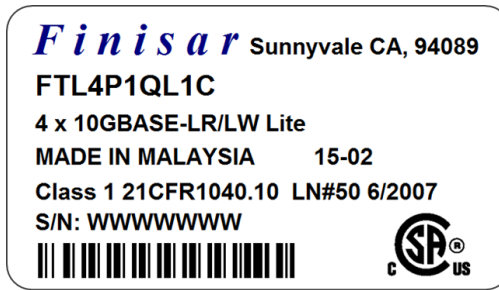 Finisar Sunnyvale CA, 94089
FTL4P1QL1C
4 x 10GBASE-LR/LW Lite
MADE IN MALAYSIA 15-02
Class 1 21CFR1040.10 LN#50 6/2007
S/N: WWWWWWW
C SA ® US